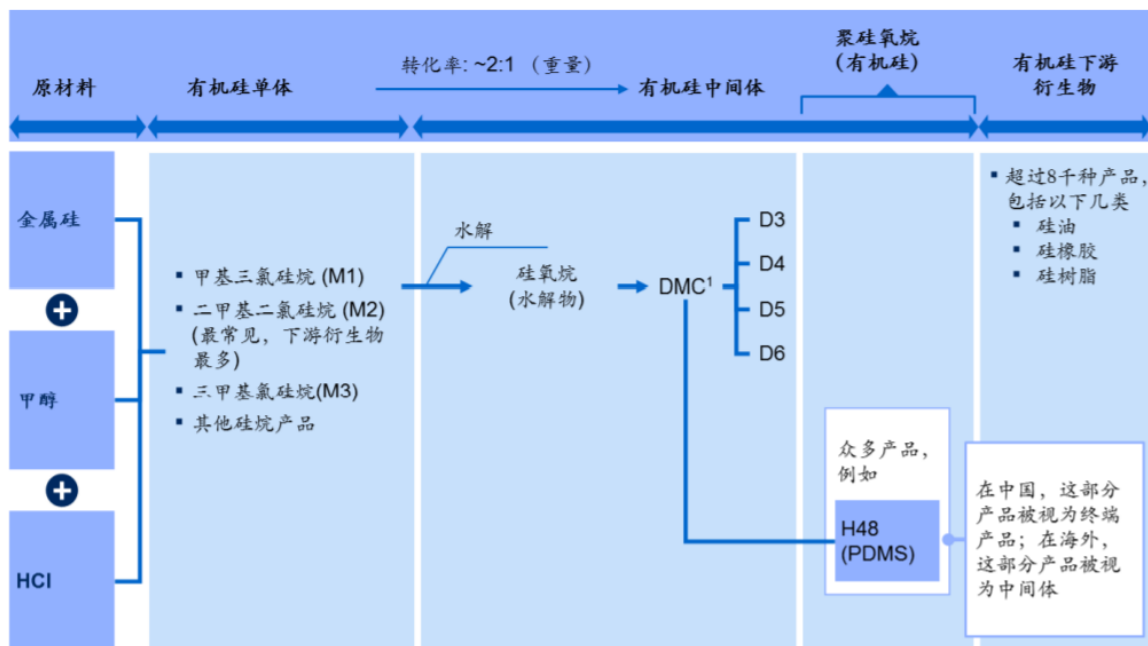 原材料
有机硅单体
转化率: ~2:1 （重量）
有机硅中间体
聚硅氧烷
(有机硅)
有机硅下游
衍生物
金属硅
甲醇
HCl
▪ 甲基三氯硅烷 (M1)
▪ 二甲基二氯硅烷 (M2)
(最常见，下游衍生物
最多)
▪ 三甲基氯硅烷(M3)
▪ 其他硅烷产品
水解
硅氧烷
(水解物)
DMC¹
D3
D4
D5
D6
众多产品，
例如
H48
(PDMS)
▪ 超过8千种产品，
包括以下几类
▪ 硅油
▪ 硅橡胶
▪ 硅树脂
在中国，这部分
产品被视为终端
产品；在海外，
这部分产品被视
为中间体